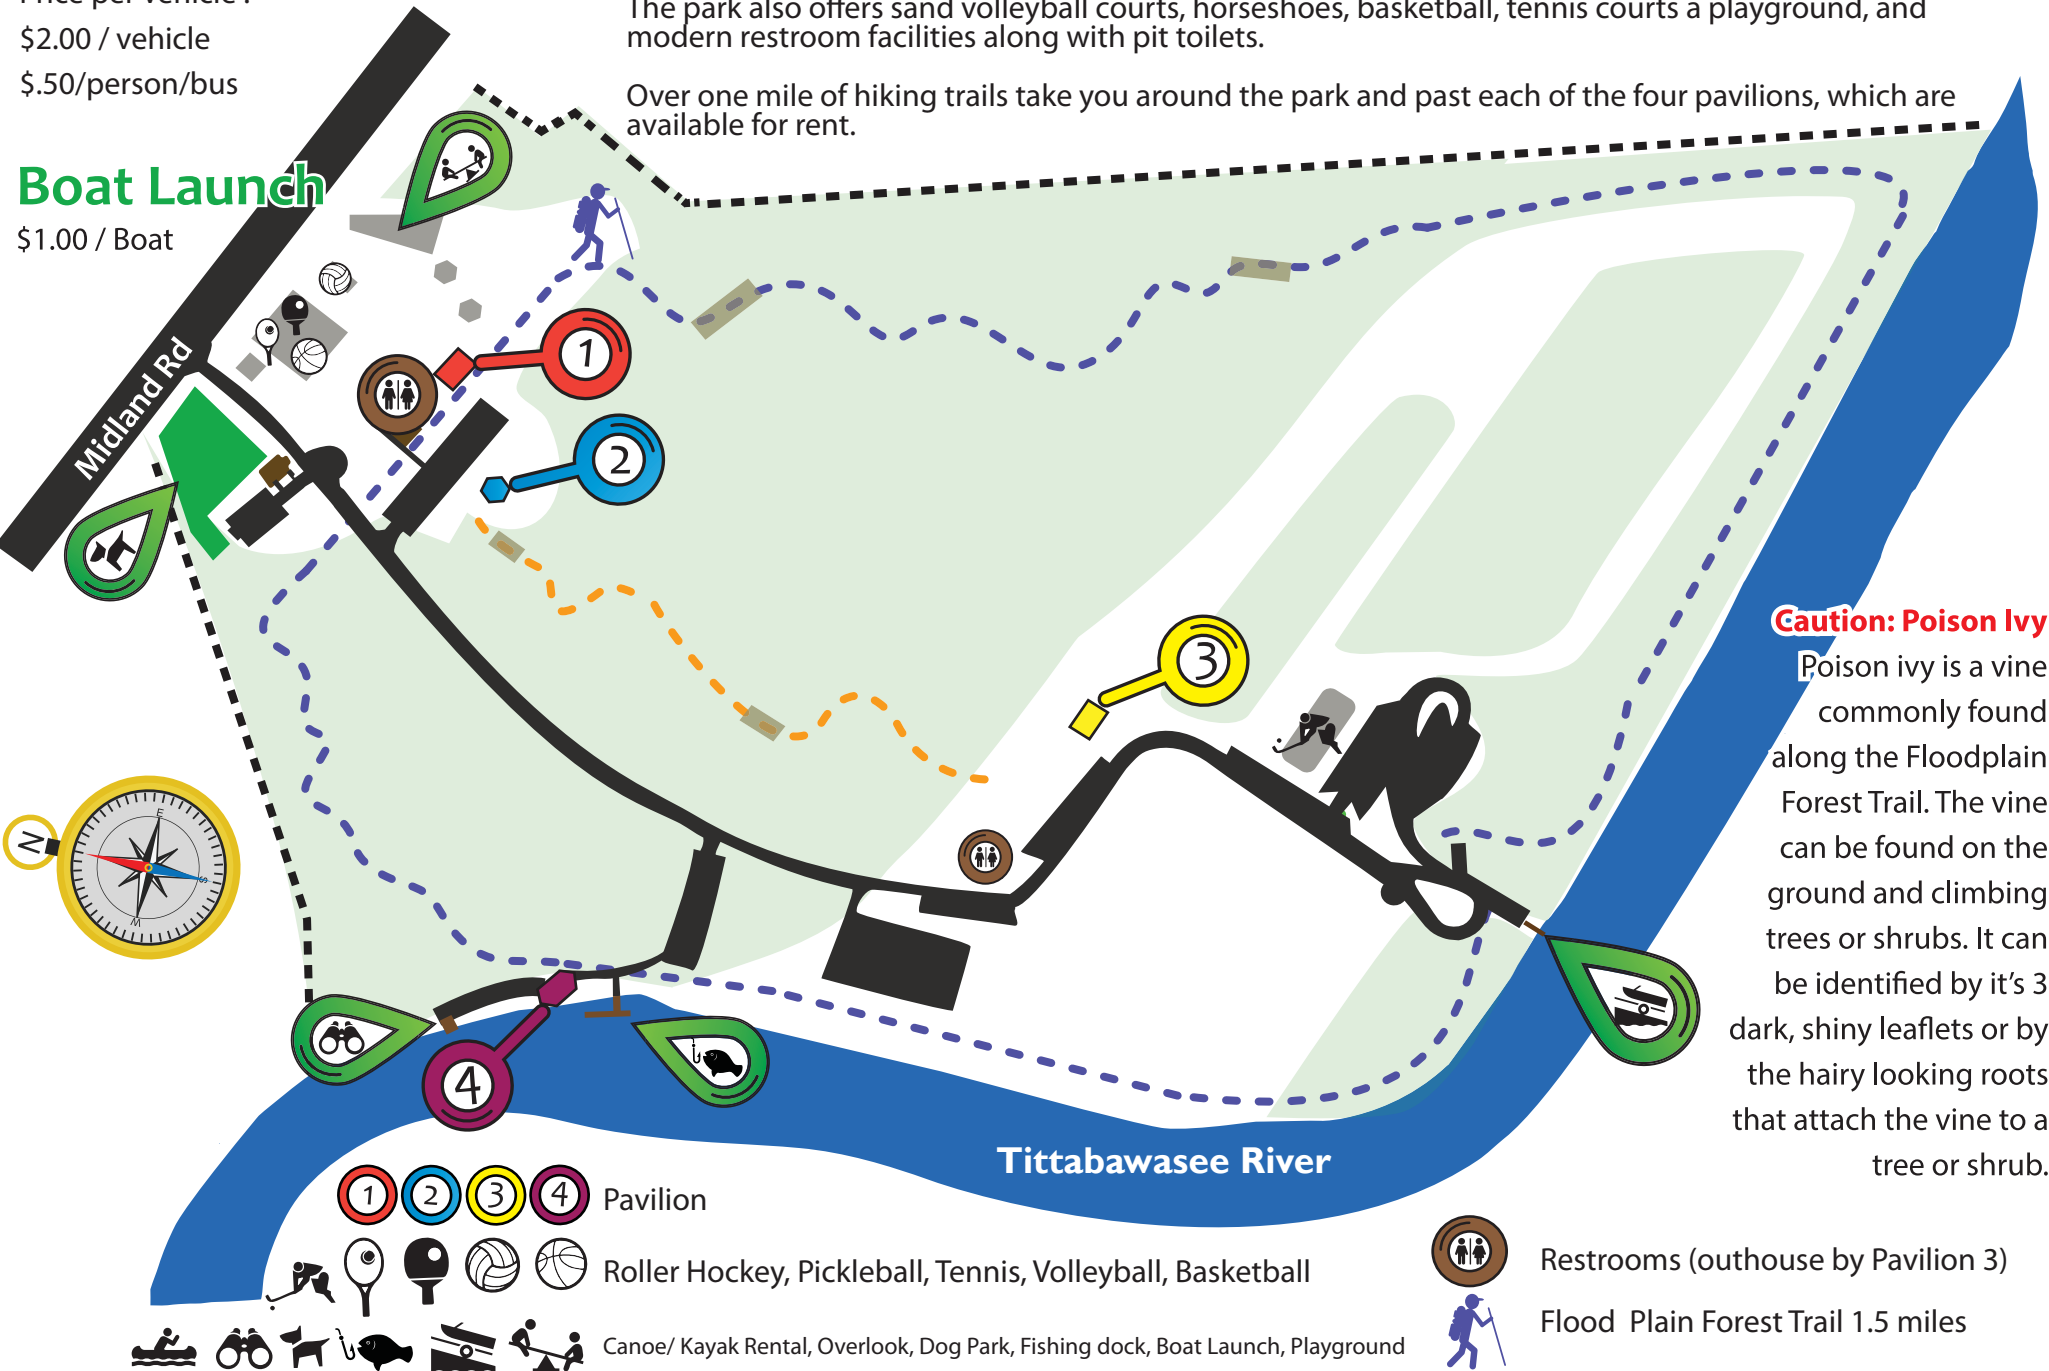 Price per vehicle :
$2.00 / vehicle
$.50/person/bus
Boat Launch
$1.00 / Boat
The park also offers sand volleyball courts, horseshoes, basketball, tennis courts a playground, and
modern restroom facilities along with pit toilets.
Over one mile of hiking trails take you around the park and past each of the four pavilions, which are
available for rent.
Midland Rd
1
2
3
4
N
E
S
W
Caution: Poison Ivy
Poison ivy is a vine
commonly found
along the Floodplain
Forest Trail. The vine
can be found on the
ground and climbing
trees or shrubs. It can
be identified by it's 3
dark, shiny leaflets or by
the hairy looking roots
that attach the vine to a
tree or shrub.
Tittabawasee River
1 2 3 4 Pavilion
Roller Hockey, Pickleball, Tennis, Volleyball, Basketball
Canoe/ Kayak Rental, Overlook, Dog Park, Fishing dock, Boat Launch, Playground
Restrooms (outhouse by Pavilion 3)
Flood Plain Forest Trail 1.5 miles